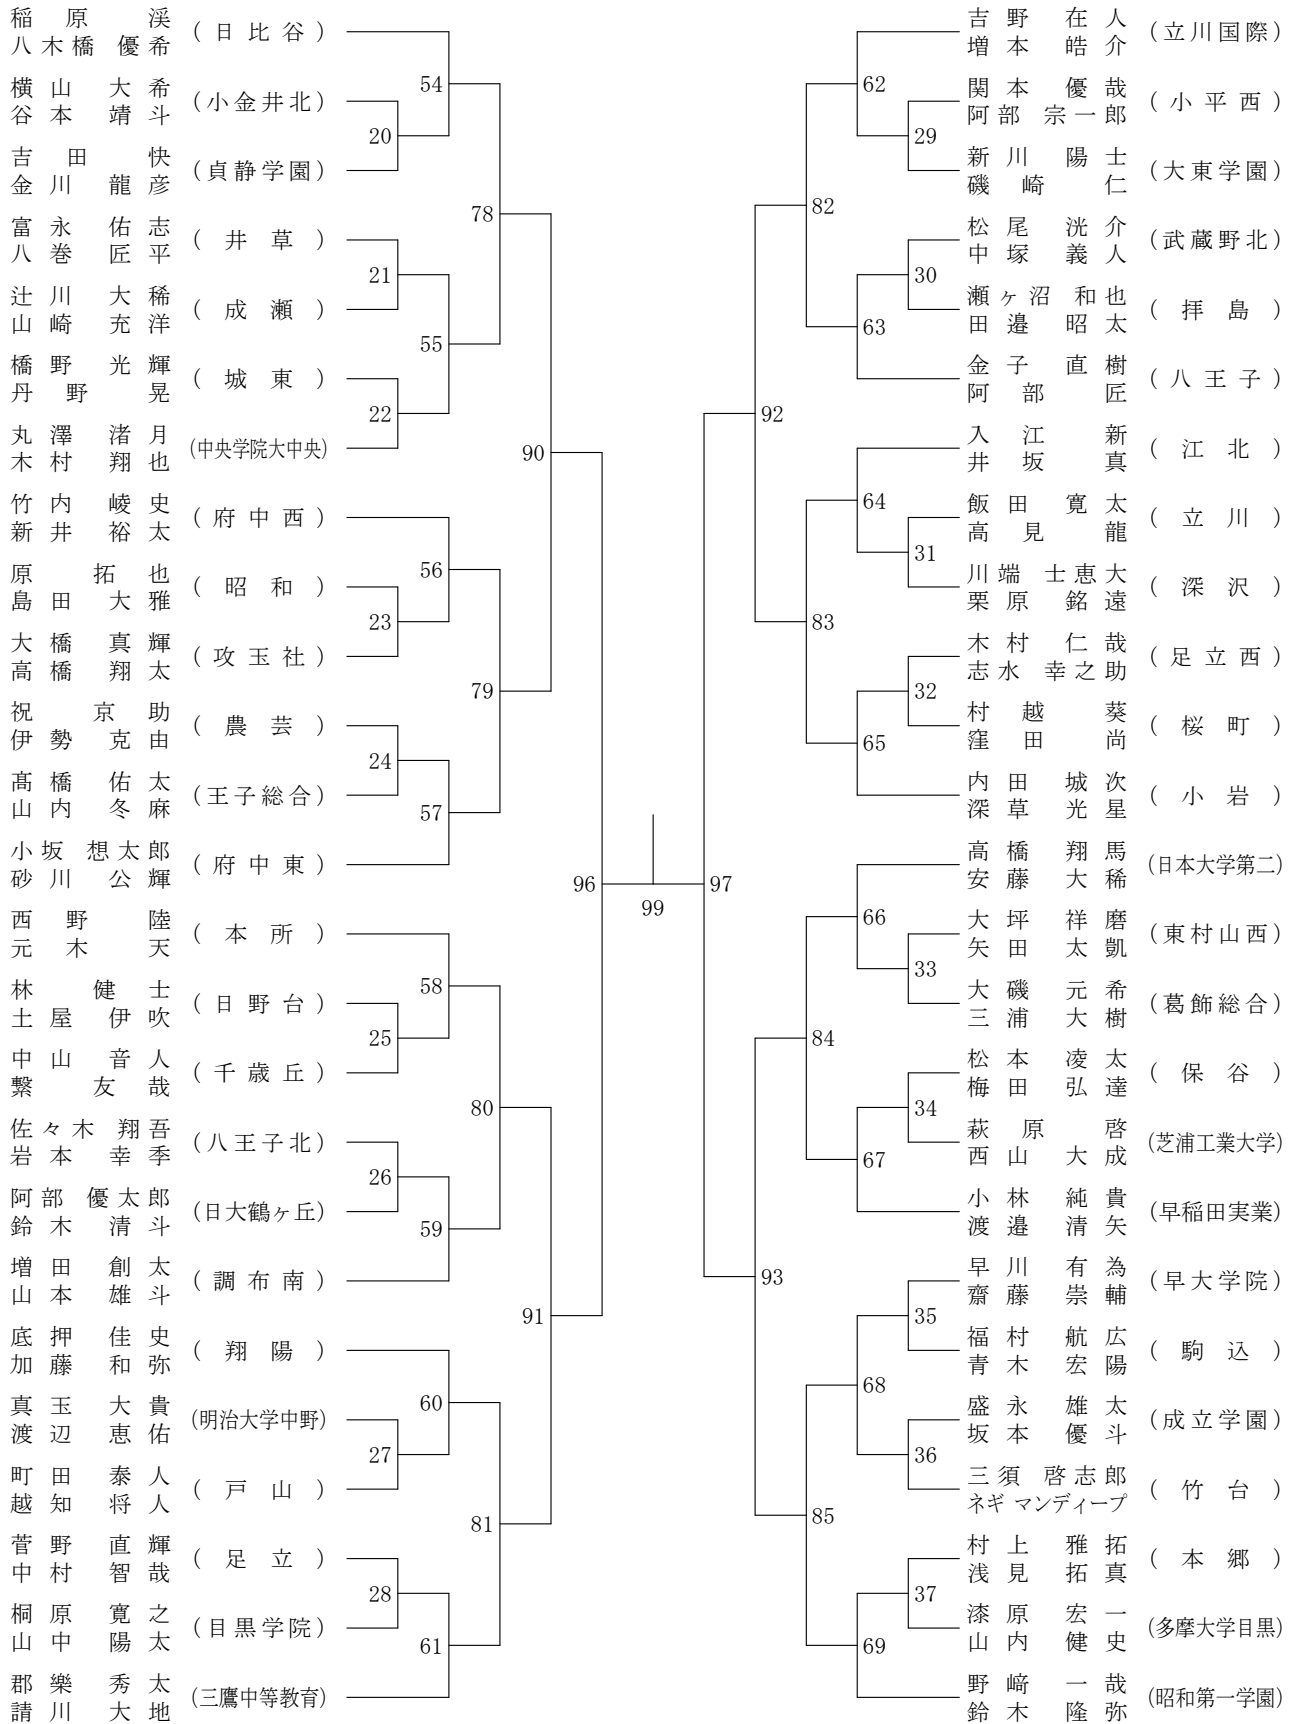 稲原 渓
八木橋 優希 (日比谷)
横山 大希
谷本 靖斗 (小金井北)
吉田 快
金川 龍彦 (貞静学園)
富永 佑志
八巻 匠平 (井草)
辻川 大稀
山崎 充洋 (成瀬)
橋野 光輝
丹野 晃 (城東)
丸澤 渚月
木村 翔也 (中央学院大中央)
竹内 崚史
新井 裕太 (府中西)
原 拓也
島田 大雅 (昭和)
大橋 真輝
高橋 翔太 (攻玉社)
祝 京助
伊勢 克由 (農芸)
髙橋 佑太
山内 冬麻 (王子総合)
小坂 想太郎
砂川 公輝 (府中東)
西野 陸
元木 天 (本所)
林 健士
土屋 伊吹 (日野台)
中山 音人
繋 友哉 (千歳丘)
佐々木 翔吾
岩本 幸季 (八王子北)
阿部 優太郎
鈴木 清斗 (日大鶴ヶ丘)
増田 創太
山本 雄斗 (調布南)
底押 佳史
加藤 和弥 (翔陽)
真玉 大貴
渡辺 恵佑 (明治大学中野)
町田 泰人
越知 将人 (戸山)
菅野 直輝
中村 智哉 (足立)
桐原 寛之
山中 陽太 (目黒学院)
郡樂 秀太
請川 大地 (三鷹中等教育)
54
20
78
21
55
22
90
56
23
79
24
57
96
58
25
80
26
59
91
60
27
81
28
61
99
97
62
29
82
30
63
92
64
31
83
32
65
66
33
84
34
67
93
35
68
36
85
37
69
吉野 在人
増本 皓介 (立川国際)
関本 優哉
阿部 宗一郎 (小平西)
新川 陽士
磯崎 仁 (大東学園)
松尾 洸介
中塚 義人 (武蔵野北)
瀬ヶ沼 和也
田邉 昭太 (拝島)
金子 直樹
阿部 匠 (八王子)
入江 新
井坂 真 (江北)
飯田 寛太
高見 龍 (立川)
川端 士恵大
栗原 銘遠 (深沢)
木村 仁哉
志水 幸之助 (足立西)
村越 葵
窪田 尚 (桜町)
内田 城次
深草 光星 (小岩)
高橋 翔馬
安藤 大稀 (日本大学第二)
大坪 祥磨
矢田 太凱 (東村山西)
大磯 元希
三浦 大樹 (葛飾総合)
松本 凌太
梅田 弘達 (保谷)
萩原 啓
西山 大成 (芝浦工業大学)
小林 純貴
渡邉 清矢 (早稲田実業)
早川 有為
齋藤 崇輔 (早大学院)
福村 航広
青木 宏陽 (駒込)
盛永 雄太
坂本 優斗 (成立学園)
三須 啓志郎
ネギ マンディープ (竹台)
村上 雅拓
浅見 拓真 (本郷)
漆原 宏一
山内 健史 (多摩大学目黒)
野﨑 一哉
鈴木 隆弥 (昭和第一学園)